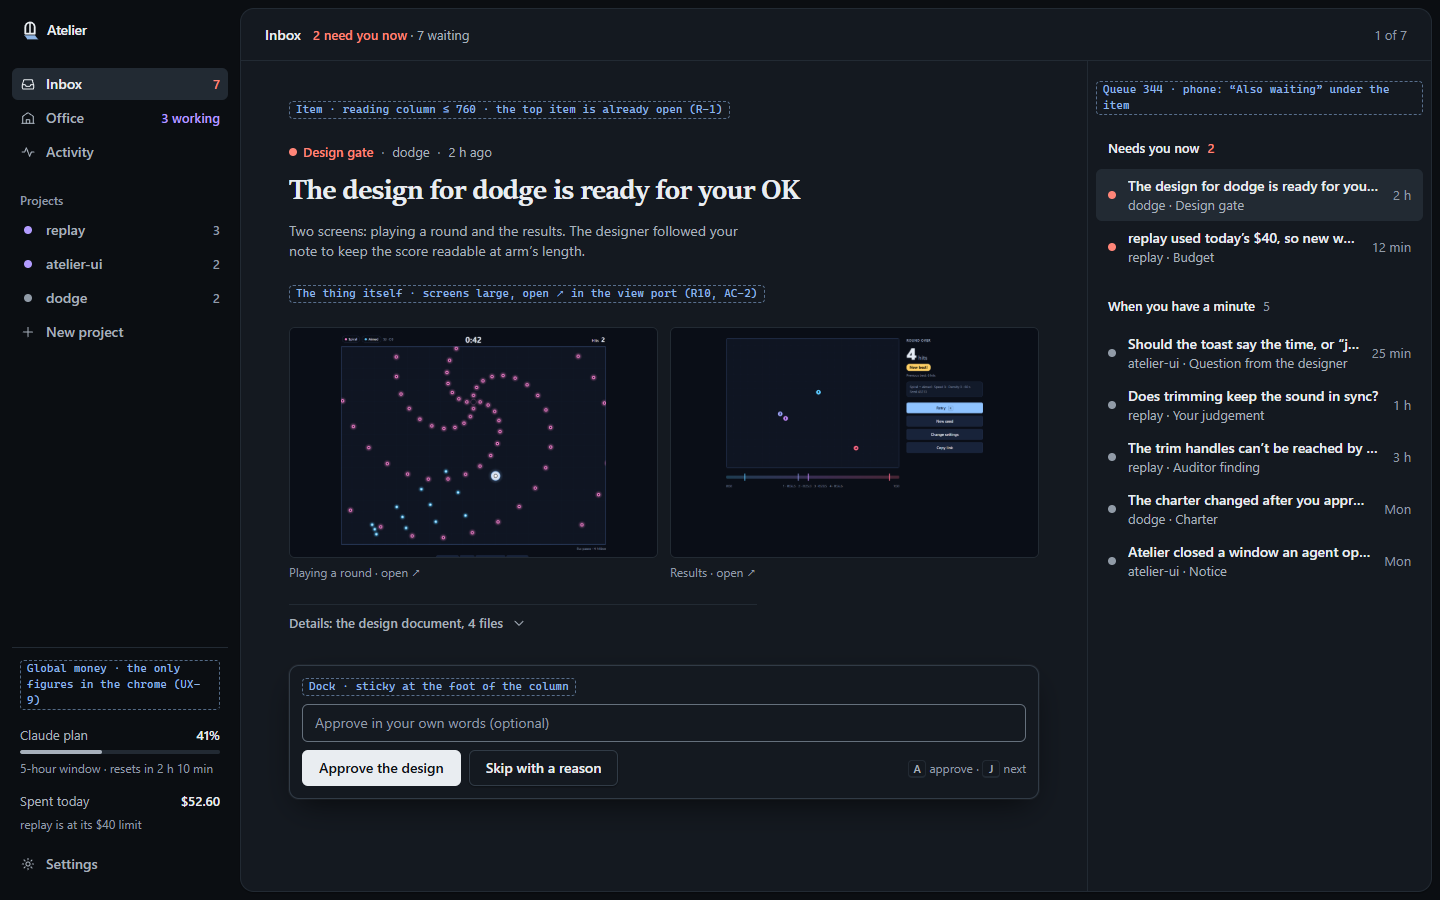 Atelier
Inbox 7
Office 3 working
Activity
Projects
replay 3
atelier-ui 2
dodge 2
New project
Global money · the only
figures in the chrome (UX-
9)
Claude plan 41%
5-hour window · resets in 2 h 10 min
Spent today $52.60
replay is at its $40 limit
Settings
Inbox 2 need you now · 7 waiting
1 of 7
Item · reading column ≤ 760 · the top item is already open (R-1)
Design gate · dodge · 2 h ago
The design for dodge is ready for your OK
Two screens: playing a round and the results. The designer followed your
note to keep the score readable at arm’s length.
The thing itself · screens large, open ↗ in the view port (R10, AC-2)
0:42
Hits 2
4 hits
New best!
Retry
New seed
Change settings
Copy link
Playing a round · open ↗
Results · open ↗
Details: the design document, 4 files
Dock · sticky at the foot of the column
Approve in your own words (optional)
Approve the design
Skip with a reason
A approve · J next
Queue 344 · phone: “Also waiting” under the
item
Needs you now 2
The design for dodge is ready for you... 2 h
dodge · Design gate
replay used today’s $40, so new w... 12 min
replay · Budget
When you have a minute 5
Should the toast say the time, or “j... 25 min
atelier-ui · Question from the designer
Does trimming keep the sound in sync? 1 h
replay · Your judgement
The trim handles can’t be reached by ... 3 h
replay · Auditor finding
The charter changed after you appr... Mon
dodge · Charter
Atelier closed a window an agent op... Mon
atelier-ui · Notice